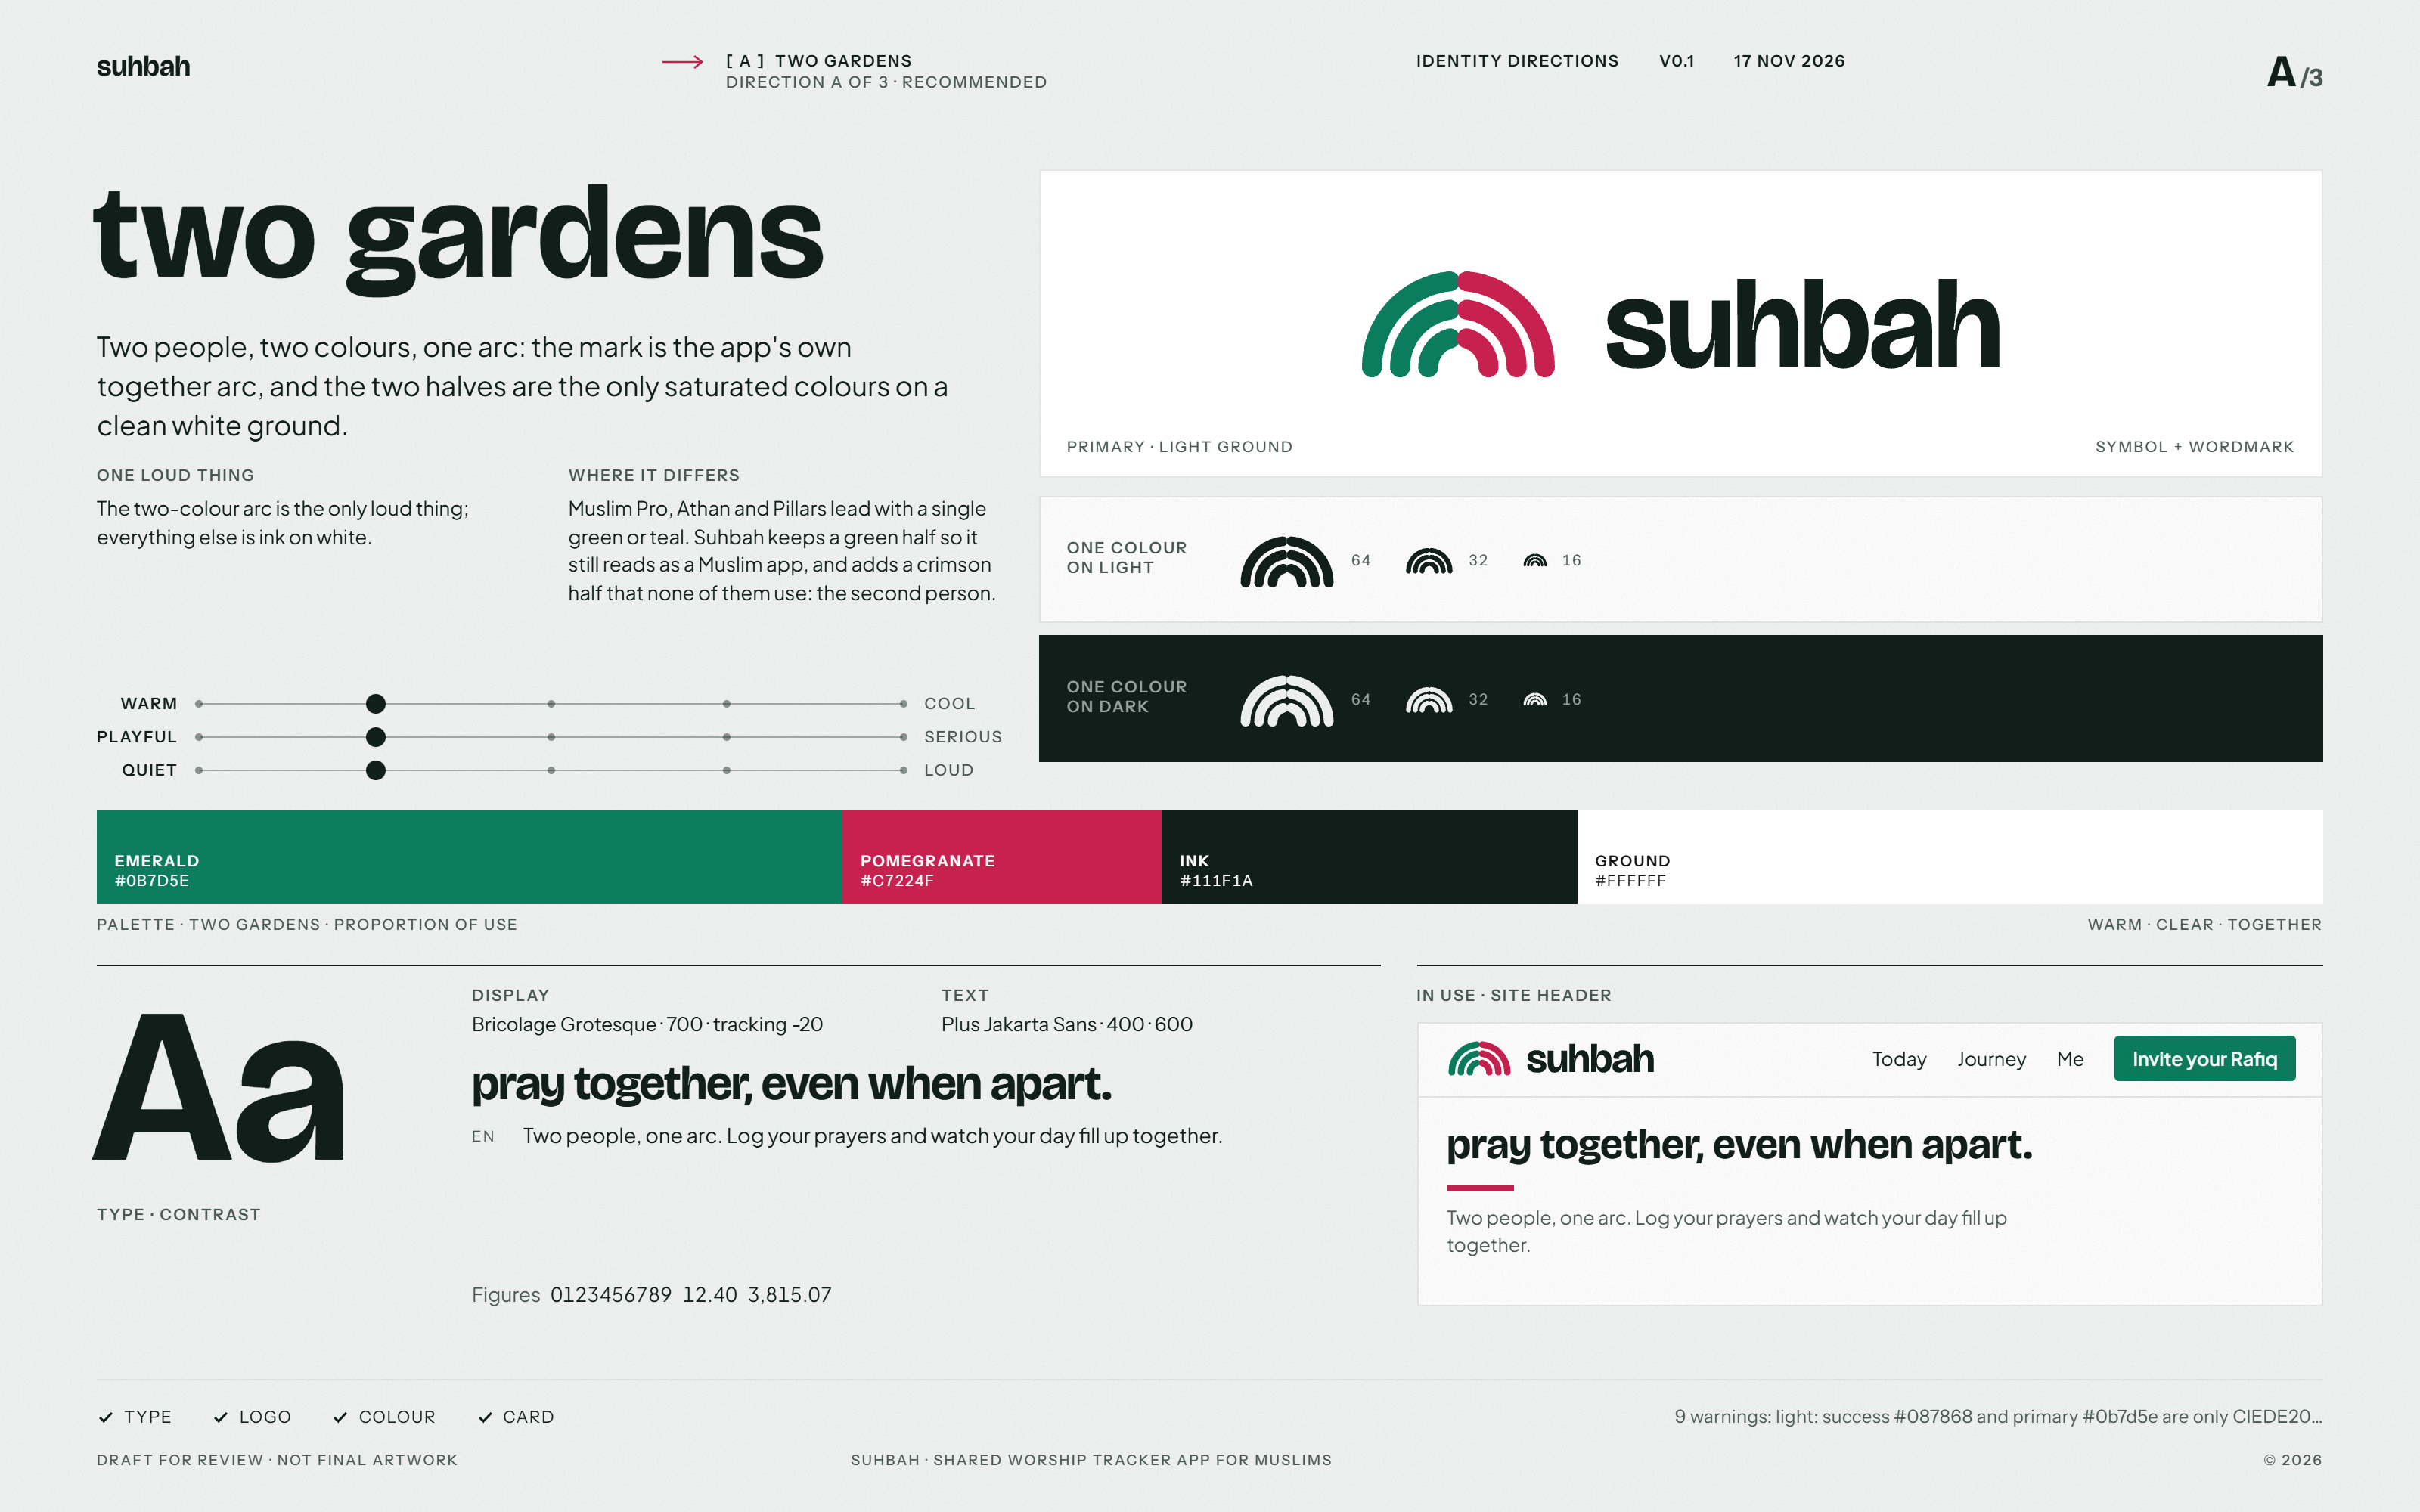 suhbah
[ A ] TWO GARDENS
DIRECTION A OF 3 · RECOMMENDED
IDENTITY DIRECTIONS V0.1 17 NOV 2026
A/3
two gardens
Two people, two colours, one arc: the mark is the app's own
together arc, and the two halves are the only saturated colours on a
clean white ground.
ONE LOUD THING
The two-colour arc is the only loud thing;
everything else is ink on white.
WHERE IT DIFFERS
Muslim Pro, Athan and Pillars lead with a single
green or teal. Suhbah keeps a green half so it
still reads as a Muslim app, and adds a crimson
half that none of them use: the second person.
WARM COOL
PLAYFUL SERIOUS
QUIET LOUD
suhbah
PRIMARY · LIGHT GROUND
SYMBOL + WORDMARK
ONE COLOUR
ON LIGHT
64 32 16
ONE COLOUR
ON DARK
64 32 16
EMERALD
#0B7D5E
POMEGRANATE
#C7224F
INK
#111F1A
GROUND
#FFFFFF
PALETTE · TWO GARDENS · PROPORTION OF USE
WARM · CLEAR · TOGETHER
Aa
TYPE · CONTRAST
DISPLAY
Bricolage Grotesque · 700 · tracking -20
TEXT
Plus Jakarta Sans · 400 · 600
pray together, even when apart.
EN Two people, one arc. Log your prayers and watch your day fill up together.
Figures 0123456789 12.40 3,815.07
IN USE · SITE HEADER
suhbah
Today Journey Me Invite your Rafiq
pray together, even when apart.
Two people, one arc. Log your prayers and watch your day fill up
together.
TYPE LOGO COLOUR CARD
9 warnings: light: success #087868 and primary #0b7d5e are only CIEDE20…
DRAFT FOR REVIEW · NOT FINAL ARTWORK
SUHBAH · SHARED WORSHIP TRACKER APP FOR MUSLIMS
© 2026